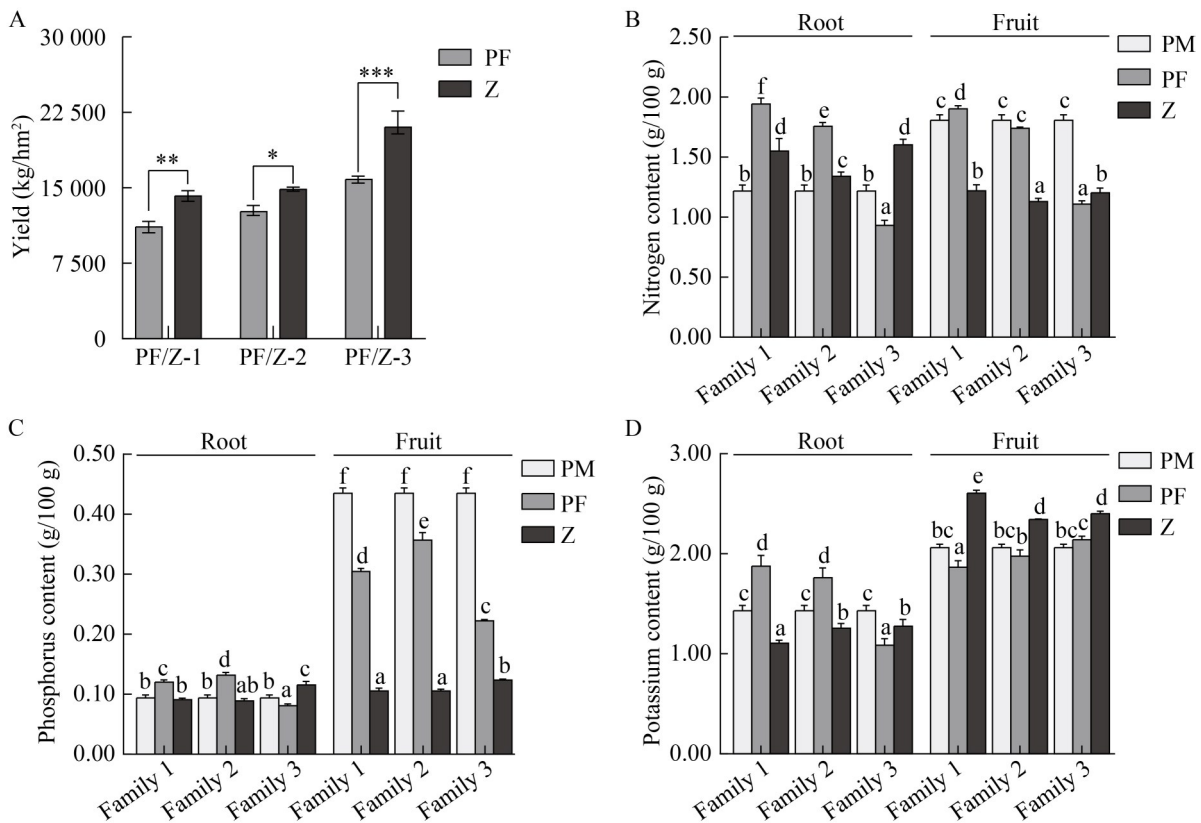 A
Yield (kg/hm²)
30 000
22 500
15 000
7 500
0
**
*
***
PF
Z
PF/Z-1
PF/Z-2
PF/Z-3
B
Root
Fruit
Nitrogen content (g/100 g)
2.50
2.00
1.50
1.00
0.50
0.00
b f d b e c b a d c d b c c a c a b
PM
PF
Z
Family 1
Family 2
Family 3
Family 1
Family 2
Family 3
C
Root
Fruit
Phosphorus content (g/100 g)
0.50
0.40
0.30
0.20
0.10
0.00
b c b b d ab b a c f d a f e a f c b
PM
PF
Z
Family 1
Family 2
Family 3
Family 1
Family 2
Family 3
D
Root
Fruit
Potassium content (g/100 g)
3.00
2.00
1.00
0.00
c d a c d b c a b bc a e bc b d bc c d
PM
PF
Z
Family 1
Family 2
Family 3
Family 1
Family 2
Family 3